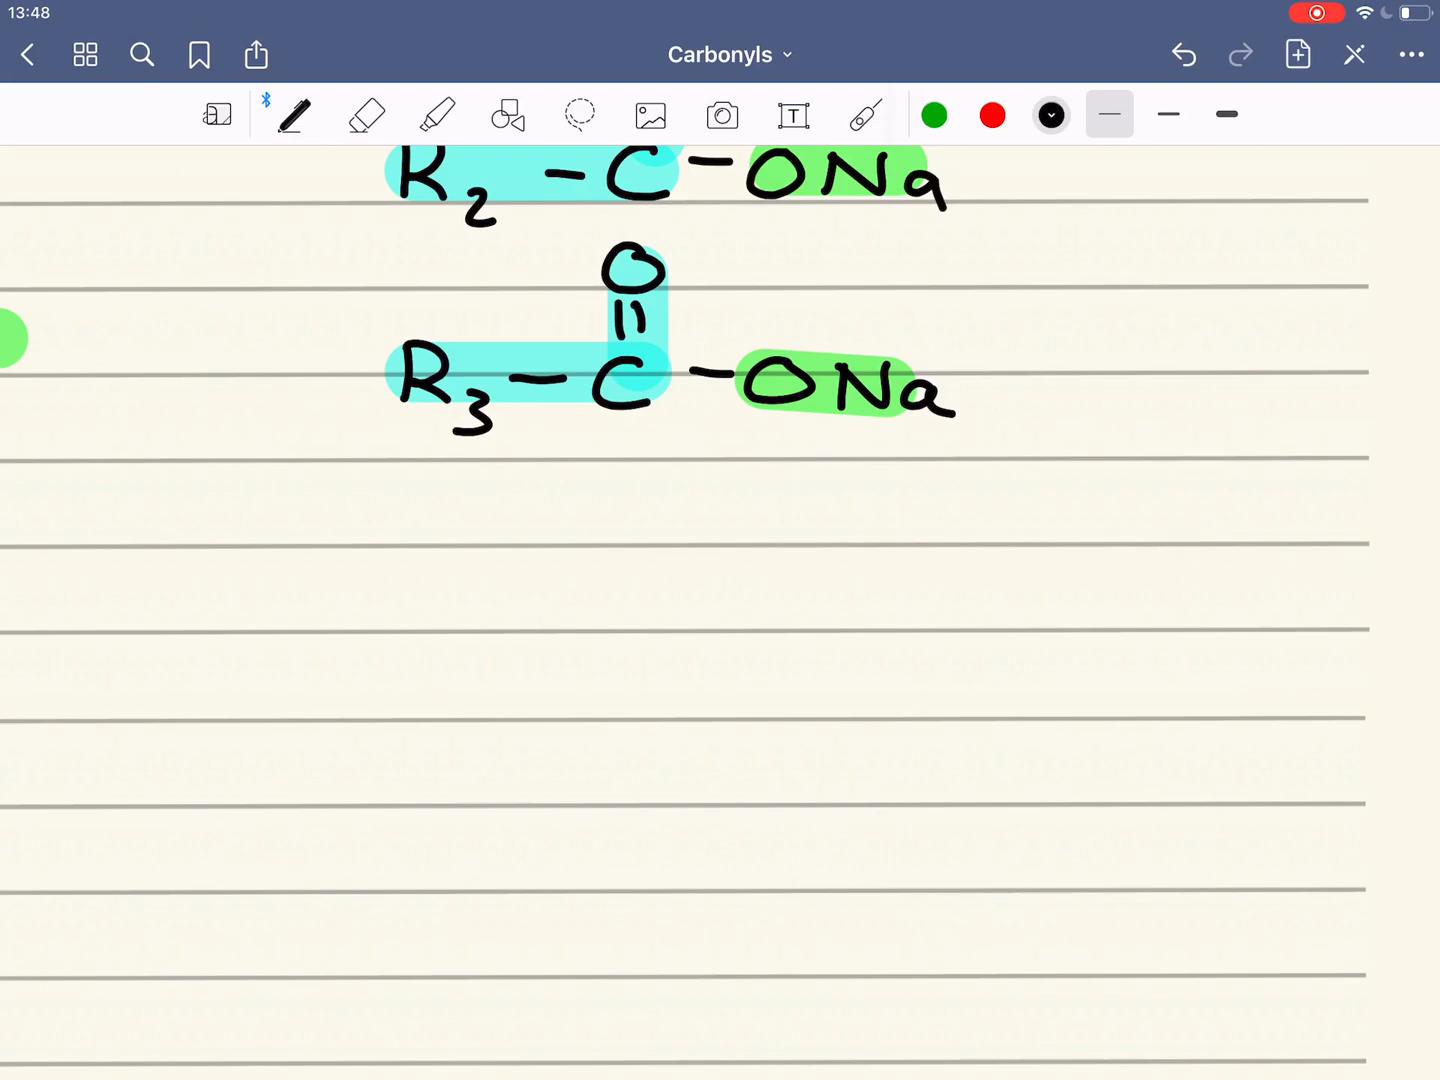 13:48
Carbonyls
T
R2 - C - ONa
O
||
R3 - C - ONa